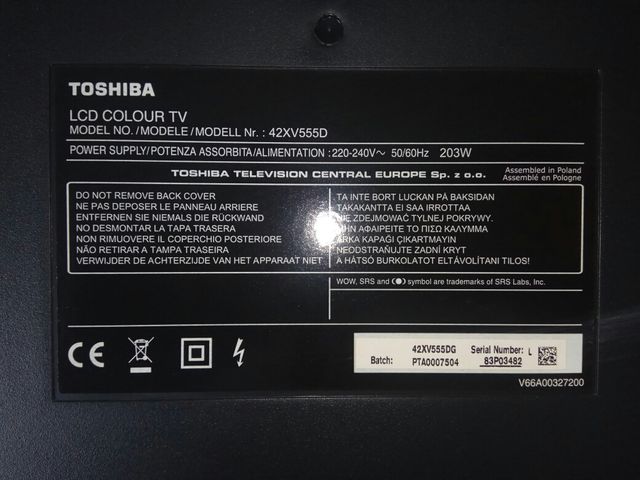 TOSHIBA
LCD COLOUR TV
MODEL NO./MODELE/MODELL Nr. : 42XV555D
POWER SUPPLY/POTENZA ASSORBITA/ALIMENTATION : 220-240V~ 50/60Hz 203W
TOSHIBA TELEVISION CENTRAL EUROPE Sp. z o.o.
Assembled in Poland
Assemblé en Pologne
DO NOT REMOVE BACK COVER
NE PAS DEPOSER LE PANNEAU ARRIERE
ENTFERNEN SIE NIEMALS DIE RÜCKWAND
NO DESMONTAR LA TAPA TRASERA
NON RIMUOVERE IL COPERCHIO POSTERIORE
NÃO RETIRAR A TAMPA TRASEIRA
VERWIJDER DE ACHTERZIJDE VAN HET APPARAAT NIET
TA INTE BORT LUCKAN PÅ BAKSIDAN
TAKAKANTTA EI SAA IRROTTAA
NIE ZDEJMOWAĆ TYLNEJ POKRYWY.
ΜΗΝ ΑΦΑΙΡΕΙΤΕ ΤΟ ΠΙΣΩ ΚΑΛΥΜΜΑ
ARKA KAPAĞI ÇIKARTMAYIN
NEODSTRAŇUJTE ZADNÍ KRYT
A HÁTSÓ BURKOLATOT ELTÁVOLÍTANI TILOS!
WOW, SRS and (●) symbol are trademarks of SRS Labs, Inc.
CE
42XV555DG Serial Number: L
Batch: PTA0007504 83P03482
V66A00327200